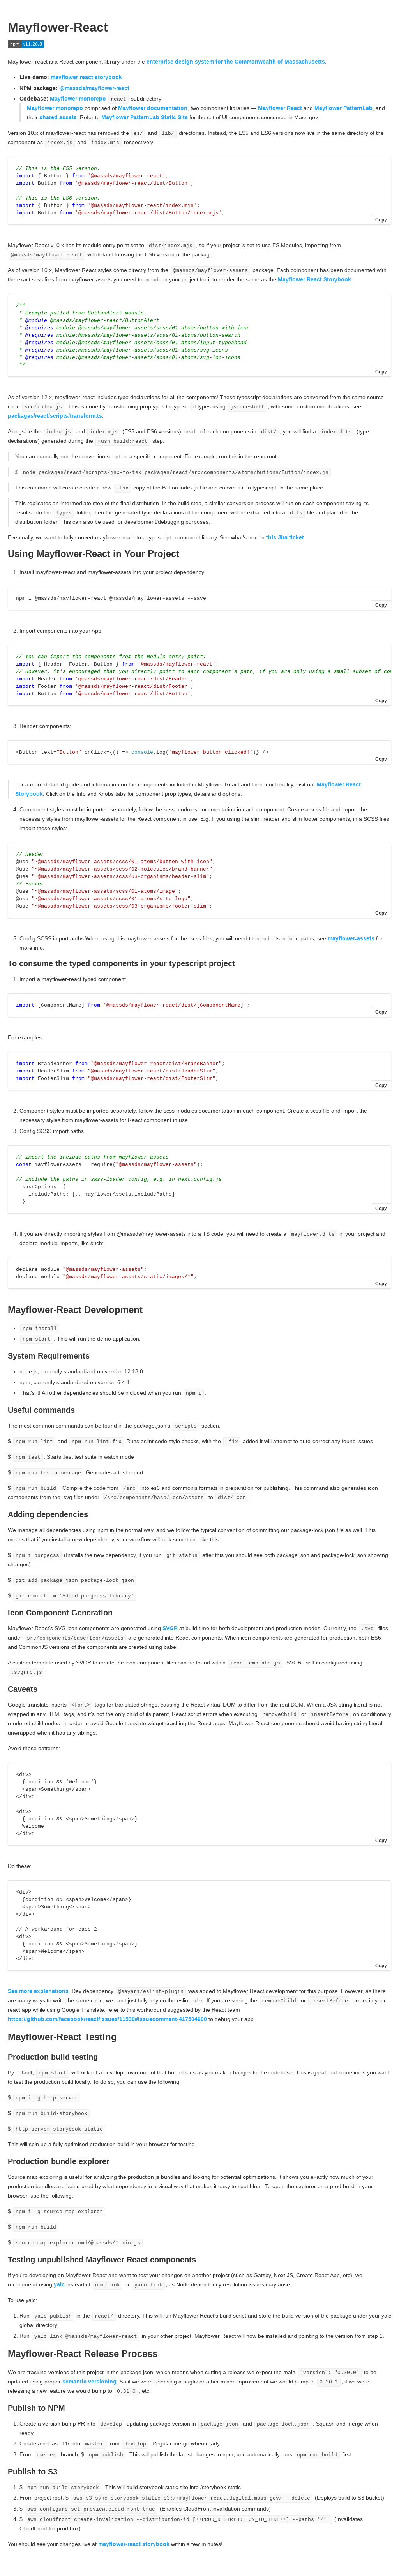 Mayflower-React
npm v11.26.0
Mayflower-react is a React component library under the enterprise design system for the Commonwealth of Massachusetts.
Live demo: mayflower-react storybook
NPM package: @massds/mayflower-react.
Codebase: Mayflower monorepo react subdirectory
Mayflower monorepo comprised of Mayflower documentation, two component libraries — Mayflower React and Mayflower PatternLab, and
their shared assets. Refer to Mayflower PatternLab Static Site for the set of UI components consumed in Mass.gov.
Version 10.x of mayflower-react has removed the es/ and lib/ directories. Instead, the ES5 and ES6 versions now live in the same directory of the
component as index.js and index.mjs respectively:
// This is the ES5 version.
import { Button } from '@massds/mayflower-react';
import Button from '@massds/mayflower-react/dist/Button';
// This is the ES6 version.
import { Button } from '@massds/mayflower-react/index.mjs';
import Button from '@massds/mayflower-react/dist/Button/index.mjs';
Copy
Mayflower React v10.x has its module entry point set to dist/index.mjs , so if your project is set to use ES Modules, importing from
@massds/mayflower-react will default to using the ES6 version of the package.
As of version 10.x, Mayflower React styles come directly from the @massds/mayflower-assets package. Each component has been documented with
the exact scss files from mayflower-assets you need to include in your project for it to render the same as the Mayflower React Storybook:
/**
* Example pulled from ButtonAlert module.
* @module @massds/mayflower-react/ButtonAlert
* @requires module:@massds/mayflower-assets/scss/01-atoms/button-with-icon
* @requires module:@massds/mayflower-assets/scss/01-atoms/button-search
* @requires module:@massds/mayflower-assets/scss/01-atoms/input-typeahead
* @requires module:@massds/mayflower-assets/scss/01-atoms/svg-icons
* @requires module:@massds/mayflower-assets/scss/01-atoms/svg-loc-icons
*/
Copy
As of version 12.x, mayflower-react includes type declarations for all the components! These typescript declarations are converted from the same source
code src/index.js . This is done by transforming proptypes to typescript types using jscodeshift , with some custom modifications, see
packages/react/scripts/transform.ts.
Alongside the index.js and index.mjs (ES5 and ES6 versions), inside of each components in dist/ , you will find a index.d.ts (type
declarations) generated during the rush build:react step.
You can manually run the convertion script on a specific component. For example, run this in the repo root:
$ node packages/react/scripts/jsx-to-tsx packages/react/src/components/atoms/buttons/Button/index.js
This command will create create a new .tsx copy of the Button index.js file and converts it to typescript, in the same place.
This replicates an intermediate step of the final distribution. In the build step, a similar conversion process will run on each component writing its
results into the types folder, then the generated type declarations of the component will be extracted into a d.ts file and placed in the
distribution folder. This can also be used for development/debugging purposes.
Eventually, we want to fully convert mayflower-react to a typescript component library. See what's next in this Jira ticket.
Using Mayflower-React in Your Project
1. Install mayflower-react and mayflower-assets into your project dependency:
npm i @massds/mayflower-react @massds/mayflower-assets --save
Copy
2. Import components into your App:
// You can import the components from the module entry point:
import { Header, Footer, Button } from '@massds/mayflower-react';
// However, it's encouraged that you directly point to each component's path, if you are only using a small subset of co
import Header from '@massds/mayflower-react/dist/Header';
import Footer from '@massds/mayflower-react/dist/Footer';
import Button from '@massds/mayflower-react/dist/Button';
Copy
3. Render components:
<Button text="Button" onClick={() => console.log('mayflower button clicked!')} />
Copy
For a more detailed guide and information on the components included in Mayflower React and their functionality, visit our Mayflower React
Storybook. Click on the Info and Knobs tabs for component prop types, details and options.
4. Component styles must be imported separately, follow the scss modules documentation in each component. Create a scss file and import the
necessary styles from mayflower-assets for the React component in use. E.g. If you using the slim header and slim footer components, in a SCSS files,
import these styles:
// Header
@use "~@massds/mayflower-assets/scss/01-atoms/button-with-icon";
@use "~@massds/mayflower-assets/scss/02-molecules/brand-banner";
@use "~@massds/mayflower-assets/scss/03-organisms/header-slim";
// Footer
@use "~@massds/mayflower-assets/scss/01-atoms/image";
@use "~@massds/mayflower-assets/scss/01-atoms/site-logo";
@use "~@massds/mayflower-assets/scss/03-organisms/footer-slim";
Copy
5. Config SCSS import paths When using this mayflower-assets for the .scss files, you will need to include its include paths, see mayflower-assets for
more info.
To consume the typed components in your typescript project
1. Import a mayflower-react typed component.
import [ComponentName] from '@massds/mayflower-react/dist/[ComponentName]';
Copy
For examples:
import BrandBanner from "@massds/mayflower-react/dist/BrandBanner";
import HeaderSlim from "@massds/mayflower-react/dist/HeaderSlim";
import FooterSlim from "@massds/mayflower-react/dist/FooterSlim";
Copy
2. Component styles must be imported separately, follow the scss modules documentation in each component. Create a scss file and import the
necessary styles from mayflower-assets for React component in use.
3. Config SCSS import paths
// import the include paths from mayflower-assets
const mayflowerAssets = require("@massds/mayflower-assets");
// include the paths in sass-loader config, e.g. in next.config.js
sassOptions: {
includePaths: [...mayflowerAssets.includePaths]
}
Copy
4. If you are directly importing styles from @massds/mayflower-assets into a TS code, you will need to create a mayflower.d.ts in your project and
declare module imports, like such:
declare module "@massds/mayflower-assets";
declare module "@massds/mayflower-assets/static/images/*";
Copy
Mayflower-React Development
npm install
npm start : This will run the demo application.
System Requirements
node.js, currently standardized on version 12.18.0
npm, currently standardized on version 6.4.1
That's it! All other dependencies should be included when you run npm i .
Useful commands
The most common commands can be found in the package.json's scripts section:
$ npm run lint and npm run lint-fix Runs eslint code style checks, with the -fix added it will attempt to auto-correct any found issues.
$ npm test : Starts Jest test suite in watch mode
$ npm run test:coverage Generates a test report
$ npm run build : Compile the code from /src into es6 and commonjs formats in preparation for publishing. This command also generates icon
components from the .svg files under /src/components/base/Icon/assets to dist/Icon .
Adding dependencies
We manage all dependencies using npm in the normal way, and we follow the typical convention of committing our package-lock.json file as well. This
means that if you install a new dependency, your workflow will look something like this:
$ npm i purgecss (Installs the new dependency, if you run git status after this you should see both package.json and package-lock.json showing
changes).
$ git add package.json package-lock.json
$ git commit -m 'Added purgecss library'
Icon Component Generation
Mayflower React's SVG icon components are generated using SVGR at build time for both development and production modes. Currently, the .svg files
under src/components/base/Icon/assets are generated into React components. When icon components are generated for production, both ES6
and CommonJS versions of the components are created using babel.
A custom template used by SVGR to create the icon component files can be found within icon-template.js . SVGR itself is configured using
.svgrrc.js .
Caveats
Google translate inserts <font> tags for translated strings, causing the React virtual DOM to differ from the real DOM. When a JSX string literal is not
wrapped in any HTML tags, and it's not the only child of its parent, React script errors when executing removeChild or insertBefore on conditionally
rendered child nodes. In order to avoid Google translate widget crashing the React apps, Mayflower React components should avoid having string literal
unwrapped when it has any siblings:
Avoid these patterns:
<div>
{condition && 'Welcome'}
<span>Something</span>
</div>
<div>
{condition && <span>Something</span>}
Welcome
</div>
Copy
Do these:
<div>
{condition && <span>Welcome</span>}
<span>Something</span>
</div>
// A workaround for case 2
<div>
{condition && <span>Something</span>}
<span>Welcome</span>
</div>
Copy
See more explanations. Dev dependency @sayari/eslint-plugin was added to Mayflower React development for this purpose. However, as there
are many ways to write the same code, we can't just fully rely on the eslint rules. If you are seeing the removeChild or insertBefore errors in your
react app while using Google Translate, refer to this workaround suggested by the React team
https://github.com/facebook/react/issues/11538#issuecomment-417504600 to debug your app.
Mayflower-React Testing
Production build testing
By default, npm start will kick off a develop environment that hot reloads as you make changes to the codebase. This is great, but sometimes you want
to test the production build locally. To do so, you can use the following:
$ npm i -g http-server
$ npm run build-storybook
$ http-server storybook-static
This will spin up a fully optimised production build in your browser for testing.
Production bundle explorer
Source map exploring is useful for analyzing the production js bundles and looking for potential optimizations. It shows you exactly how much of your
production bundles are being used by what dependency in a visual way that makes it easy to spot bloat. To open the explorer on a prod build in your
browser, use the following:
$ npm i -g source-map-explorer
$ npm run build
$ source-map-explorer umd/@massds/*.min.js
Testing unpublished Mayflower React components
If you're developing on Mayflower React and want to test your changes on another project (such as Gatsby, Next JS, Create React App, etc), we
recommend using yalc instead of npm link or yarn link , as Node dependency resolution issues may arise.
To use yalc:
1. Run yalc publish in the react/ directory. This will run Mayflower React's build script and store the build version of the package under your yalc
global directory.
2. Run yalc link @massds/mayflower-react in your other project. Mayflower React will now be installed and pointing to the version from step 1.
Mayflower-React Release Process
We are tracking versions of this project in the package.json, which means when cutting a release we expect the main "version": "0.30.0" to be
updated using proper semantic versioning. So if we were releasing a bugfix or other minor improvement we would bump to 0.30.1 , if we were
releasing a new feature we would bump to 0.31.0 , etc.
Publish to NPM
1. Create a version bump PR into develop updating package version in package.json and package-lock.json . Squash and merge when
ready.
2. Create a release PR into master from develop . Regular merge when ready.
3. From master branch, $ npm publish . This will publish the latest changes to npm, and automatically runs npm run build first.
Publish to S3
1. $ npm run build-storybook . This will build storybook static site into /storybook-static
2. From project root, $ aws s3 sync storybook-static s3://mayflower-react.digital.mass.gov/ --delete (Deploys build to S3 bucket)
3. $ aws configure set preview.cloudfront true (Enables CloudFront invalidation commands)
4. $ aws cloudfront create-invalidation --distribution-id [!!PROD_DISTRIBUTION_ID_HERE!!] --paths '/*' (Invalidates
CloudFront for prod box)
You should see your changes live at mayflower-react storybook within a few minutes!